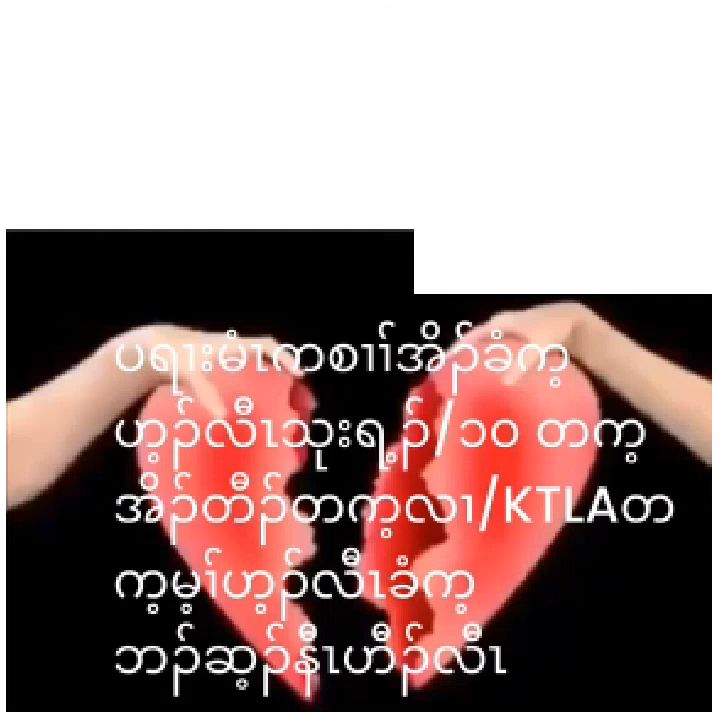 ပရၢးမံၤကစၢၢ်အိၣ်ခံက့
ဟ့ၣ်လီၤသုးရ့ၣ်/၁၀ တက့
အိၣ်တီၣ်တက့လၢ/KTLAတ
က့မ့ၢ်ဟ့ၣ်လီၤခံက့
ဘၣ်ဆ့ၣ်နီၤဟီၣ်လီၤ